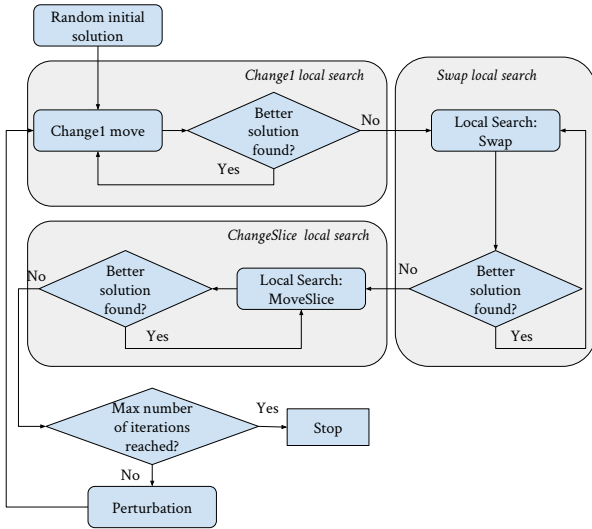 Random initial
solution
Change1 local search
Change1 move
Better
solution
found?
No
Yes
Swap local search
Local Search:
Swap
Better
solution
found?
No
Yes
ChangeSlice local search
Local Search:
MoveSlice
Better
solution
found?
No
Yes
Max number
of iterations
reached?
Yes
Stop
No
Perturbation